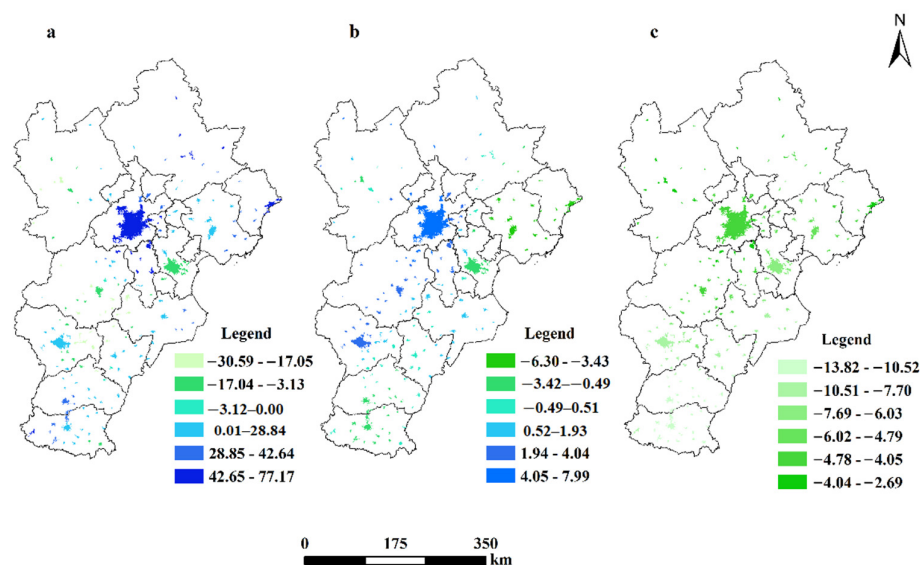 a
b
c
N
Legend
−30.59 - −17.05
−17.04 - −3.13
−3.12–0.00
0.01–28.84
28.85 - 42.64
42.65 - 77.17
Legend
−6.30 - −3.43
−3.42–−0.49
−0.49–0.51
0.52–1.93
1.94 - 4.04
4.05 - 7.99
Legend
−13.82 - −10.52
−10.51 - −7.70
−7.69 - −6.03
−6.02 - −4.79
−4.78 - −4.05
−4.04 - −2.69
0 175 350
km